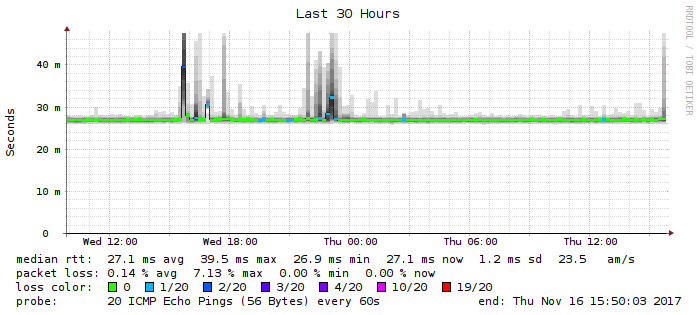 Last 30 Hours
RRDTOOL / TOBI OETIKER
Seconds
40 m
30 m
20 m
10 m
0
Wed 12:00 Wed 18:00 Thu 00:00 Thu 06:00 Thu 12:00
median rtt: 27.1 ms avg 39.5 ms max 26.9 ms min 27.1 ms now 1.2 ms sd 23.5 am/s
packet loss: 0.14 % avg 7.13 % max 0.00 % min 0.00 % now
loss color: 0 1/20 2/20 3/20 4/20 10/20 19/20
probe: 20 ICMP Echo Pings (56 Bytes) every 60s end: Thu Nov 16 15:50:03 2017